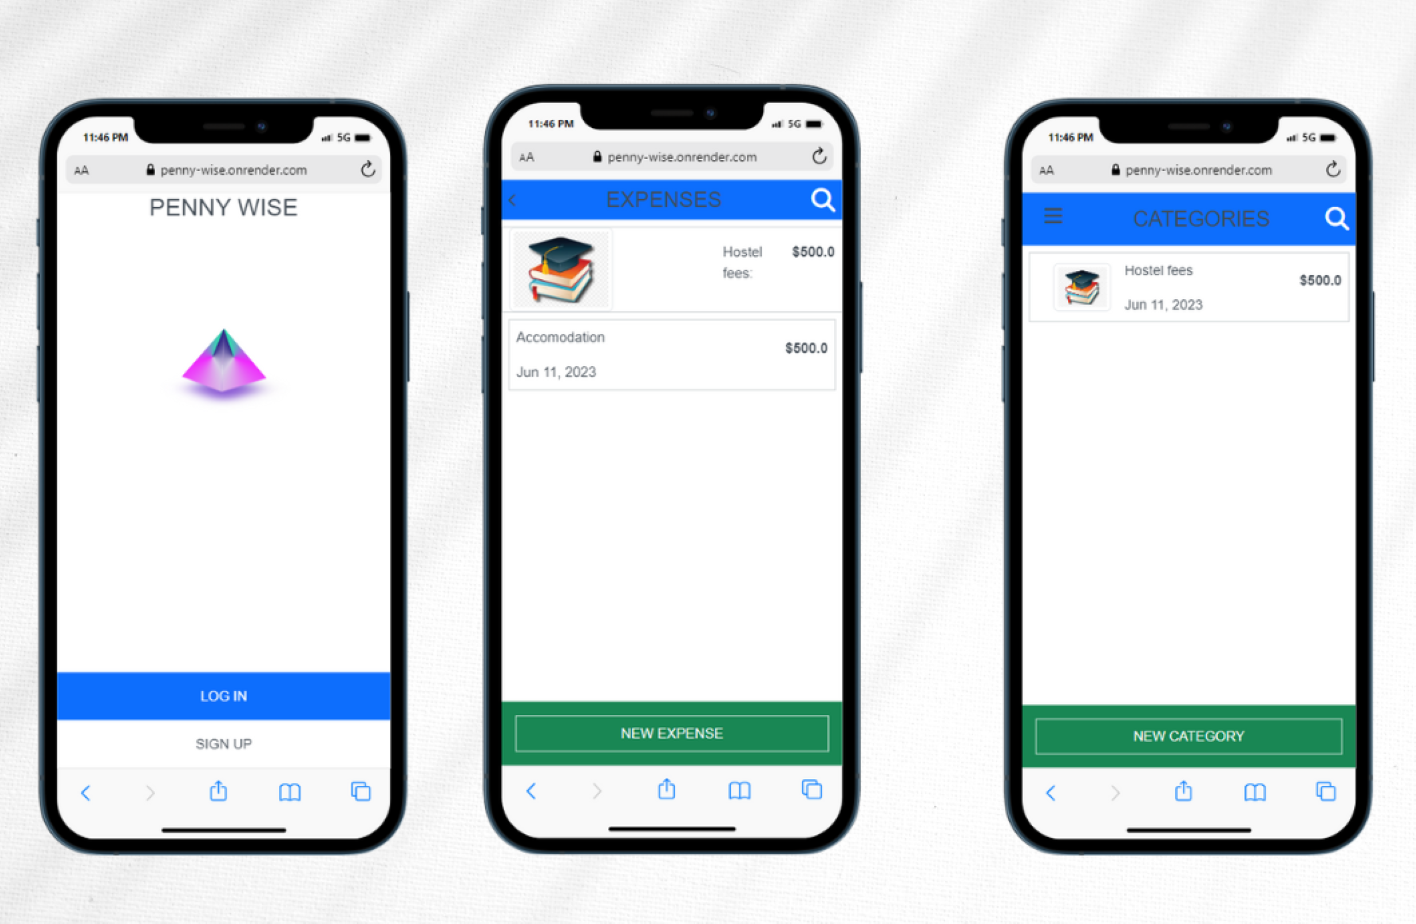 11:46 PM
5G
AA
penny-wise.onrender.com
PENNY WISE
LOG IN
SIGN UP
11:46 PM
5G
AA
penny-wise.onrender.com
EXPENSES
Hostel $500.0
fees:
Accomodation
$500.0
Jun 11, 2023
NEW EXPENSE
11:46 PM
5G
AA
penny-wise.onrender.com
CATEGORIES
Hostel fees
$500.0
Jun 11, 2023
NEW CATEGORY